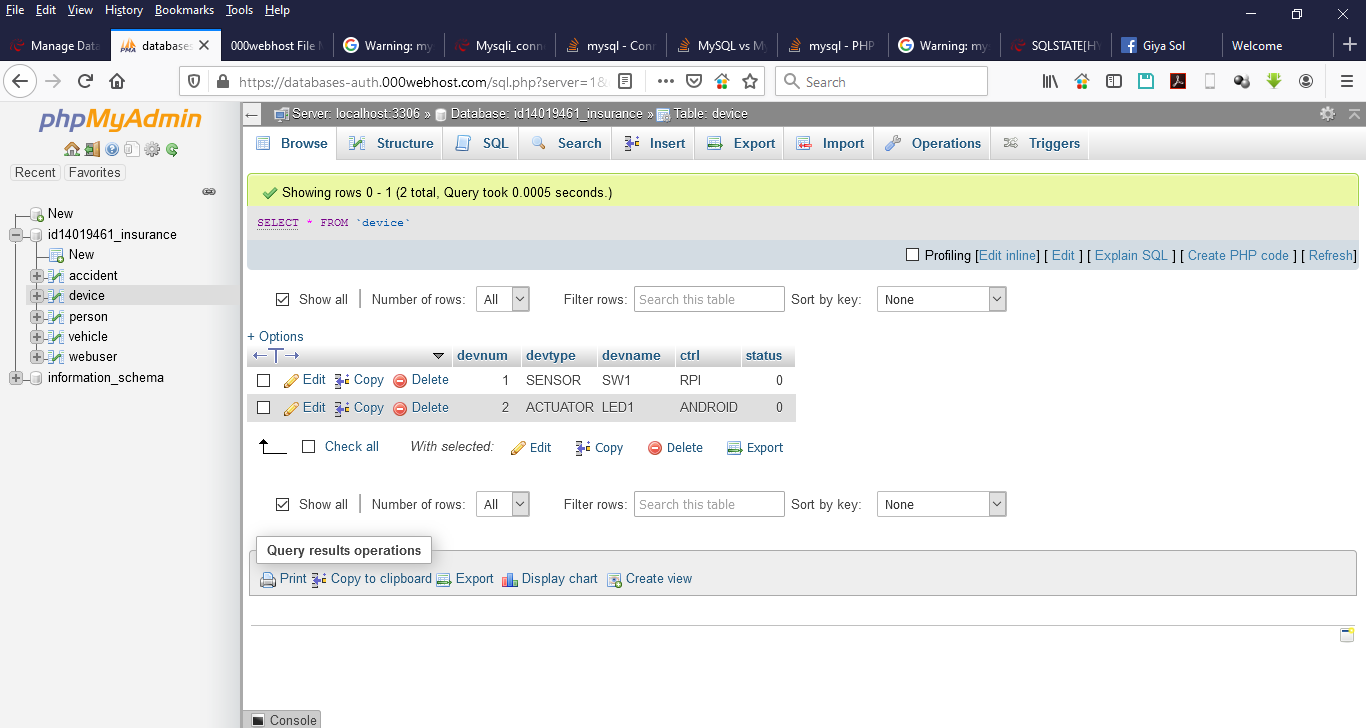 File Edit View History Bookmarks Tools Help
Manage Data databases 000webhost File M Warning: my Mysqli_conn mysql - Conn MySQL vs My mysql - PHP Warning: my SQLSTATE[HY Giya Sol Welcome
https://databases-auth.000webhost.com/sql.php?server=1& Search
phpMyAdmin
Recent Favorites
New
id14019461_insurance
New
accident
device
person
vehicle
webuser
information_schema
Server: localhost:3306 » Database: id14019461_insurance » Table: device
Browse Structure SQL Search Insert Export Import Operations Triggers
Showing rows 0 - 1 (2 total, Query took 0.0005 seconds.)
SELECT * FROM `device`
Profiling [Edit inline] [ Edit ] [ Explain SQL ] [ Create PHP code ] [ Refresh]
Show all | Number of rows: All Filter rows: Search this table Sort by key: None
+ Options
←T→ devnum devtype devname ctrl status
Edit Copy Delete 1 SENSOR SW1 RPI 0
Edit Copy Delete 2 ACTUATOR LED1 ANDROID 0
Check all With selected: Edit Copy Delete Export
Show all | Number of rows: All Filter rows: Search this table Sort by key: None
Query results operations
Print Copy to clipboard Export Display chart Create view
Console